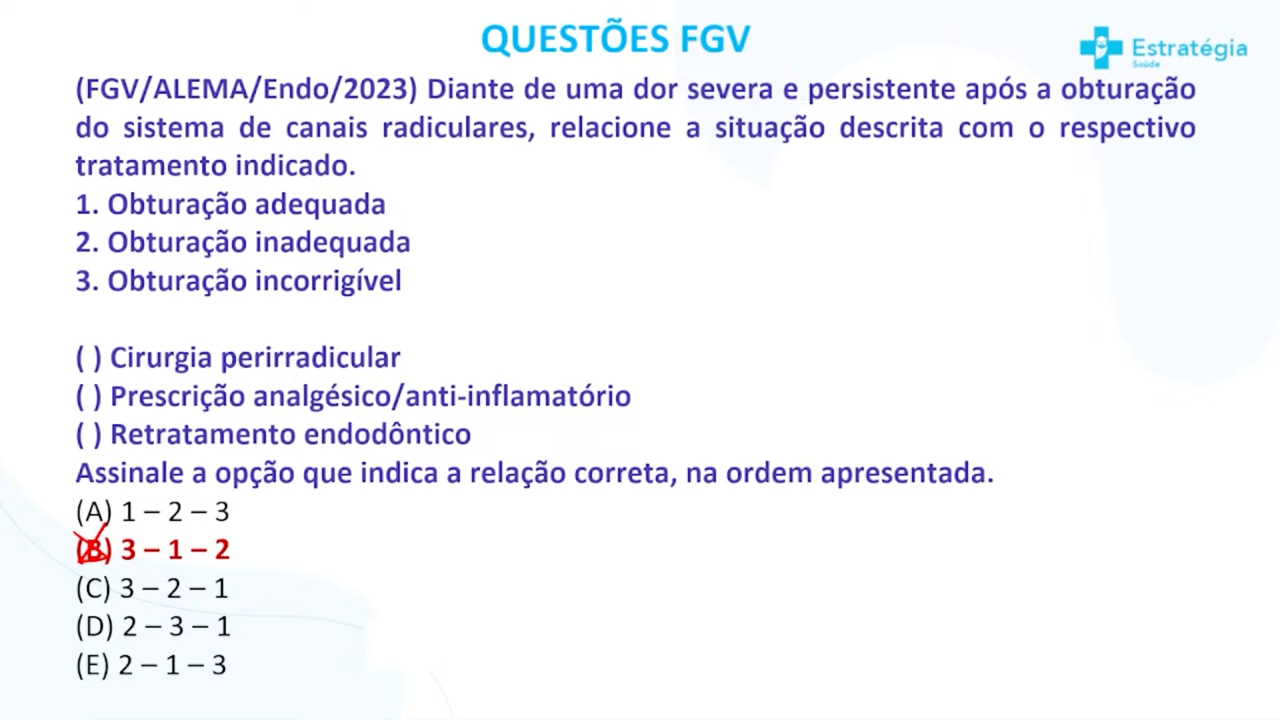 QUESTÕES FGV
Estratégia
Saúde
(FGV/ALEMA/Endo/2023) Diante de uma dor severa e persistente após a obturação
do sistema de canais radiculares, relacione a situação descrita com o respectivo
tratamento indicado.
1. Obturação adequada
2. Obturação inadequada
3. Obturação incorrigível
( ) Cirurgia perirradicular
( ) Prescrição analgésico/anti-inflamatório
( ) Retratamento endodôntico
Assinale a opção que indica a relação correta, na ordem apresentada.
(A) 1 – 2 – 3
(B) 3 – 1 – 2
(C) 3 – 2 – 1
(D) 2 – 3 – 1
(E) 2 – 1 – 3